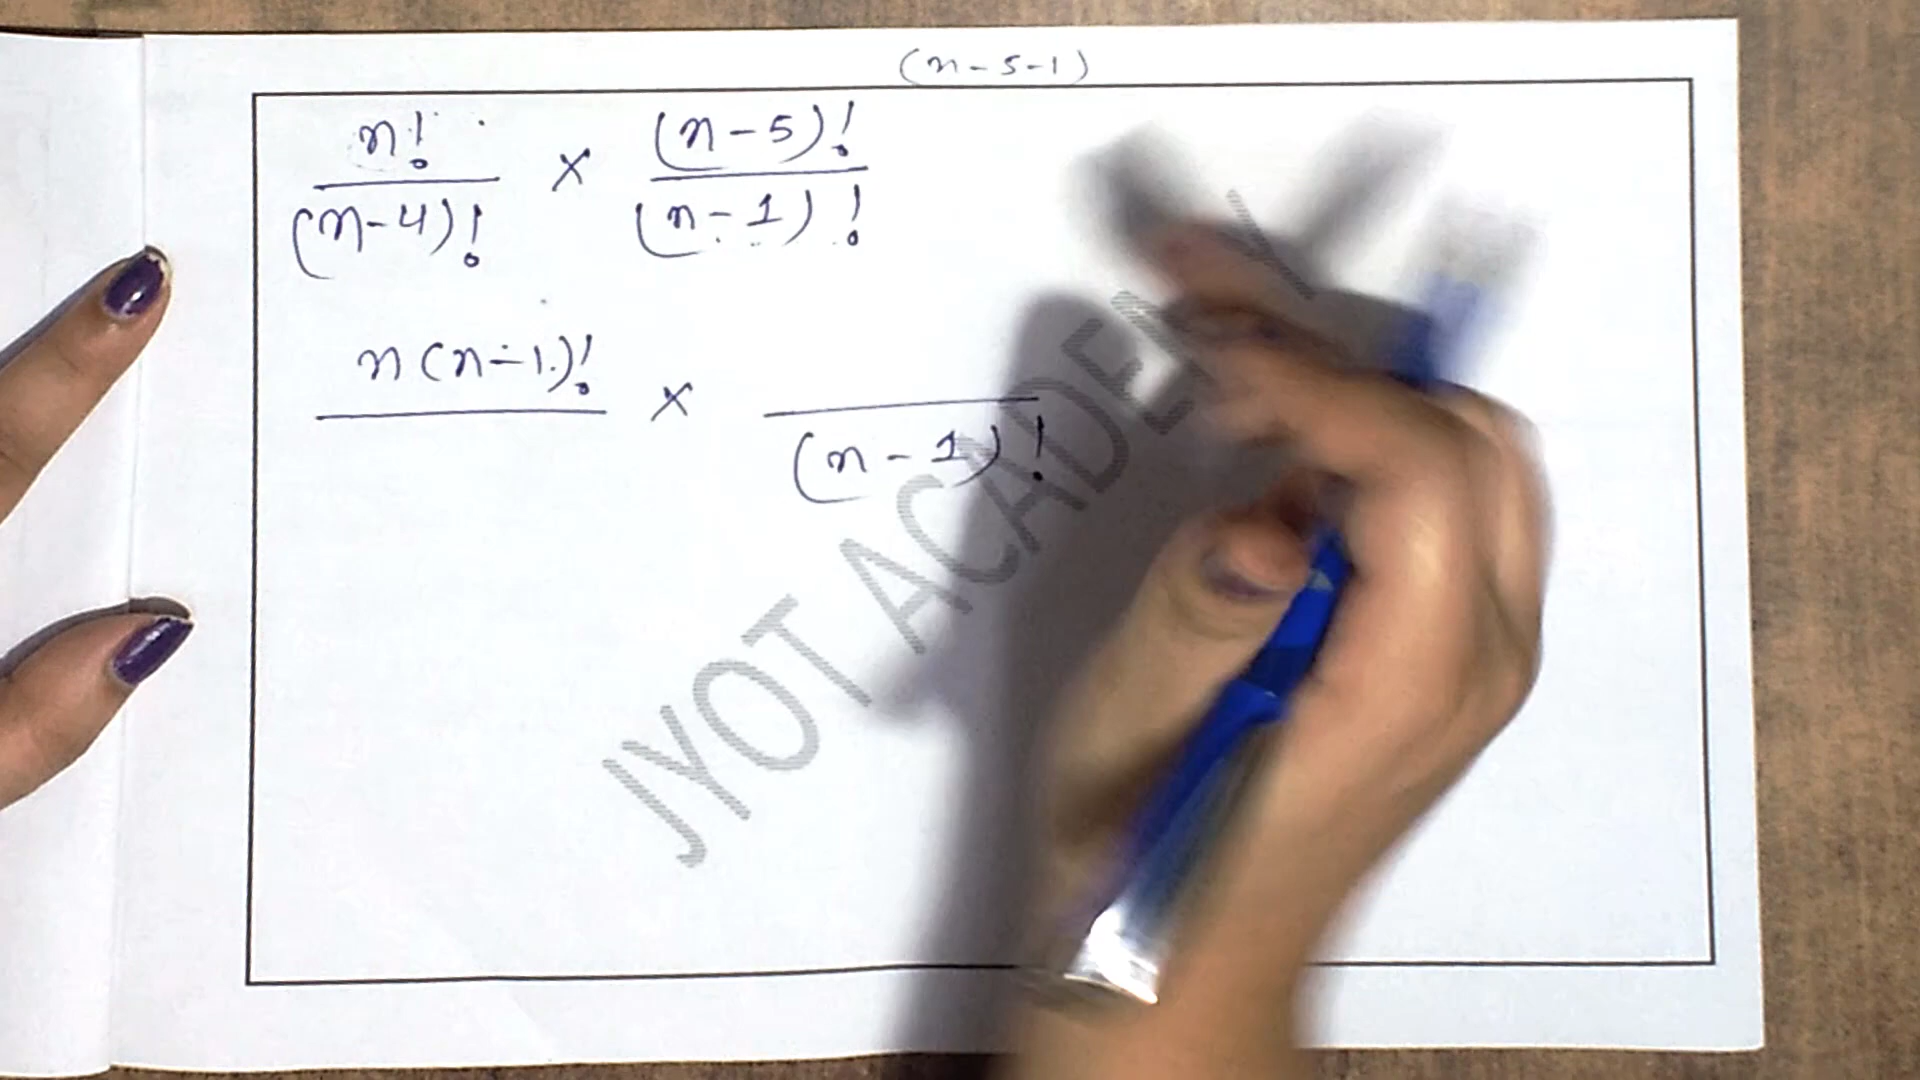 (n-5-1)
n! × (n-5)!
(n-4)! (n-1)!
n(n-1)! ×
(n-1)!
JYOT ACADEMY